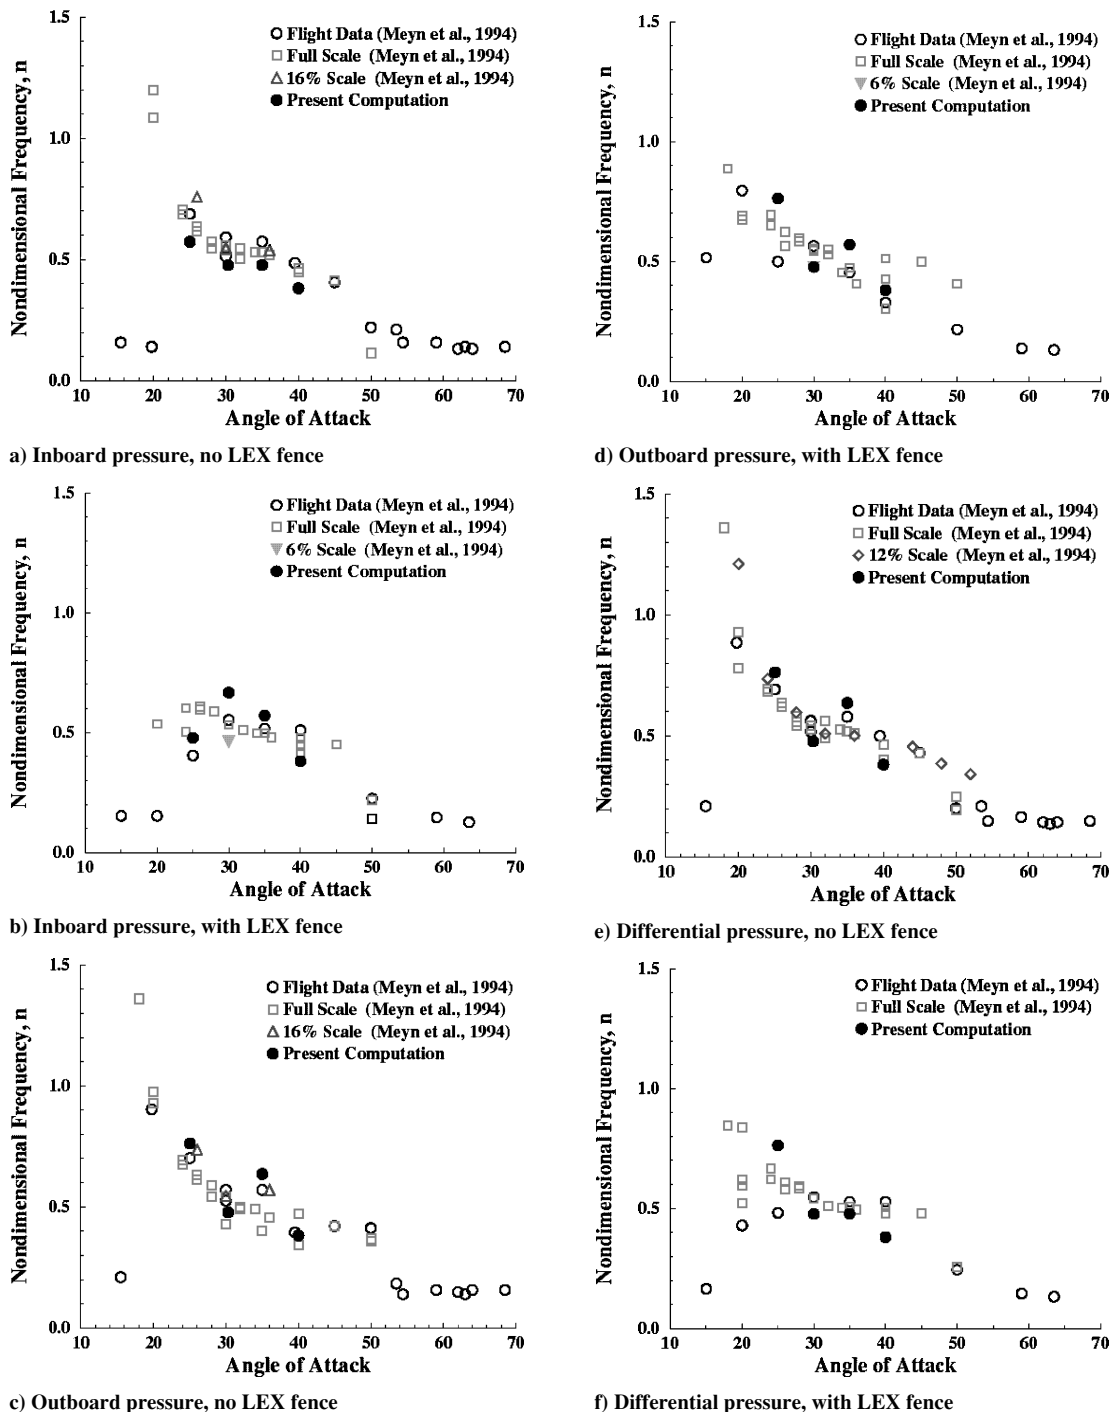 1.5
1.0
0.5
0.0
Nondimensional Frequency, n
Flight Data (Meyn et al., 1994)
Full Scale (Meyn et al., 1994)
16% Scale (Meyn et al., 1994)
Present Computation
10 20 30 40 50 60 70
Angle of Attack
a) Inboard pressure, no LEX fence
1.5
1.0
0.5
0.0
Nondimensional Frequency, n
Flight Data (Meyn et al., 1994)
Full Scale (Meyn et al., 1994)
6% Scale (Meyn et al., 1994)
Present Computation
10 20 30 40 50 60 70
Angle of Attack
b) Inboard pressure, with LEX fence
1.5
1.0
0.5
0.0
Nondimensional Frequency, n
Flight Data (Meyn et al., 1994)
Full Scale (Meyn et al., 1994)
16% Scale (Meyn et al., 1994)
Present Computation
10 20 30 40 50 60 70
Angle of Attack
c) Outboard pressure, no LEX fence
1.5
1.0
0.5
0.0
Nondimensional Frequency, n
Flight Data (Meyn et al., 1994)
Full Scale (Meyn et al., 1994)
6% Scale (Meyn et al., 1994)
Present Computation
10 20 30 40 50 60 70
Angle of Attack
d) Outboard pressure, with LEX fence
1.5
1.0
0.5
0.0
Nondimensional Frequency, n
Flight Data (Meyn et al., 1994)
Full Scale (Meyn et al., 1994)
12% Scale (Meyn et al., 1994)
Present Computation
10 20 30 40 50 60 70
Angle of Attack
e) Differential pressure, no LEX fence
1.5
1.0
0.5
0.0
Nondimensional Frequency, n
Flight Data (Meyn et al., 1994)
Full Scale (Meyn et al., 1994)
Present Computation
10 20 30 40 50 60 70
Angle of Attack
f) Differential pressure, with LEX fence